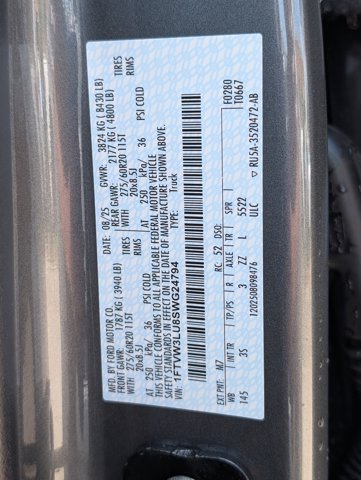 MFD. BY FORD MOTOR CO.
DATE: 08/25 GVWR: 3824 KG ( 8430 LB)
FRONT GAWR: 1787 KG ( 3940 LB) REAR GAWR: 2177 KG ( 4800 LB)
275/60R20 115T TIRES WITH 275/60R20 115T TIRES
20x8.5J RIMS 20x8.5J RIMS
AT 250 kPa/ 36 PSI COLD AT 250 kPa/ 36 PSI COLD
THIS VEHICLE CONFORMS TO ALL APPLICABLE FEDERAL MOTOR VEHICLE
SAFETY STANDARDS IN EFFECT ON THE DATE OF MANUFACTURE SHOWN ABOVE.
VIN: 1FTVW3LU8SWG24794
TYPE: Truck
F0280
T0667
EXT PNT: M7 RC: 52 DSO:
WB INT TR TP/PS R AXLE TR SPR
145 35 3 ZZ L 5522
ULC
1202508098476 ▽ RU5A-3520472-AB